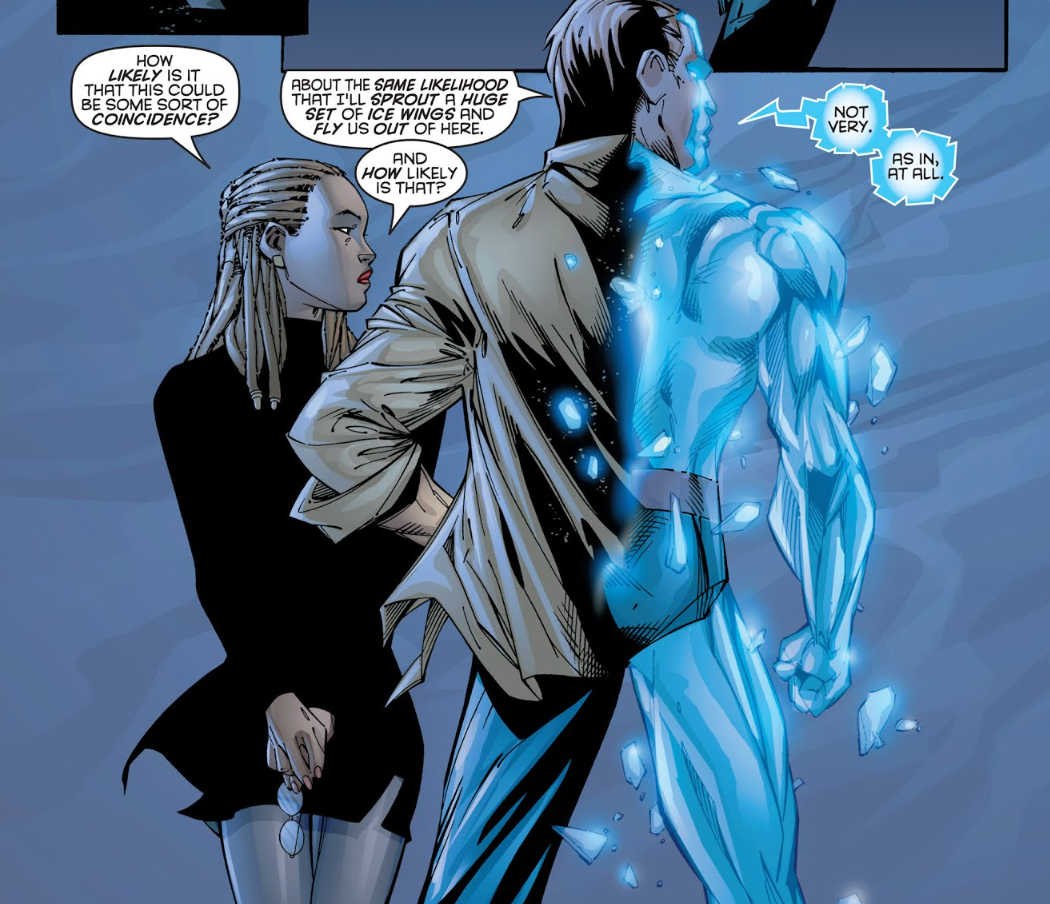 HOW
LIKELY IS IT
THAT THIS COULD
BE SOME SORT OF
COINCIDENCE?
ABOUT THE SAME LIKELIHOOD
THAT I'LL SPROUT A HUGE
SET OF ICE WINGS AND
FLY US OUT OF HERE.
AND
HOW LIKELY
IS THAT?
NOT
VERY.
AS IN,
AT ALL.